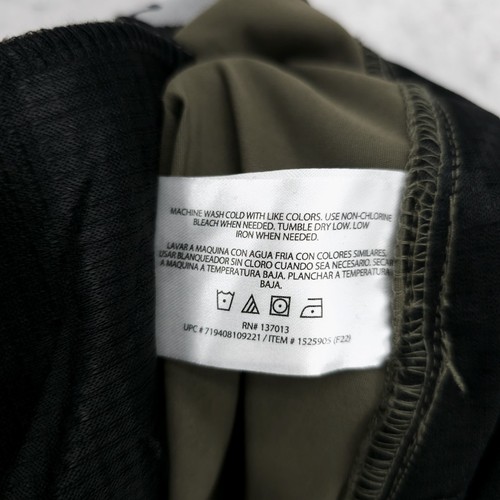 MACHINE WASH COLD WITH LIKE COLORS. USE NON-CHLORINE
BLEACH WHEN NEEDED. TUMBLE DRY LOW. LOW
IRON WHEN NEEDED.
LAVAR A MAQUINA CON AGUA FRIA CON COLORES SIMILARES.
USAR BLANQUEADOR SIN CLORO CUANDO SEA NECESARIO. SECAR
A MAQUINA A TEMPERATURA BAJA. PLANCHAR A TEMPERATURA
BAJA.
RN# 137013
UPC # 719408109221 / ITEM # 1525905 (F22)